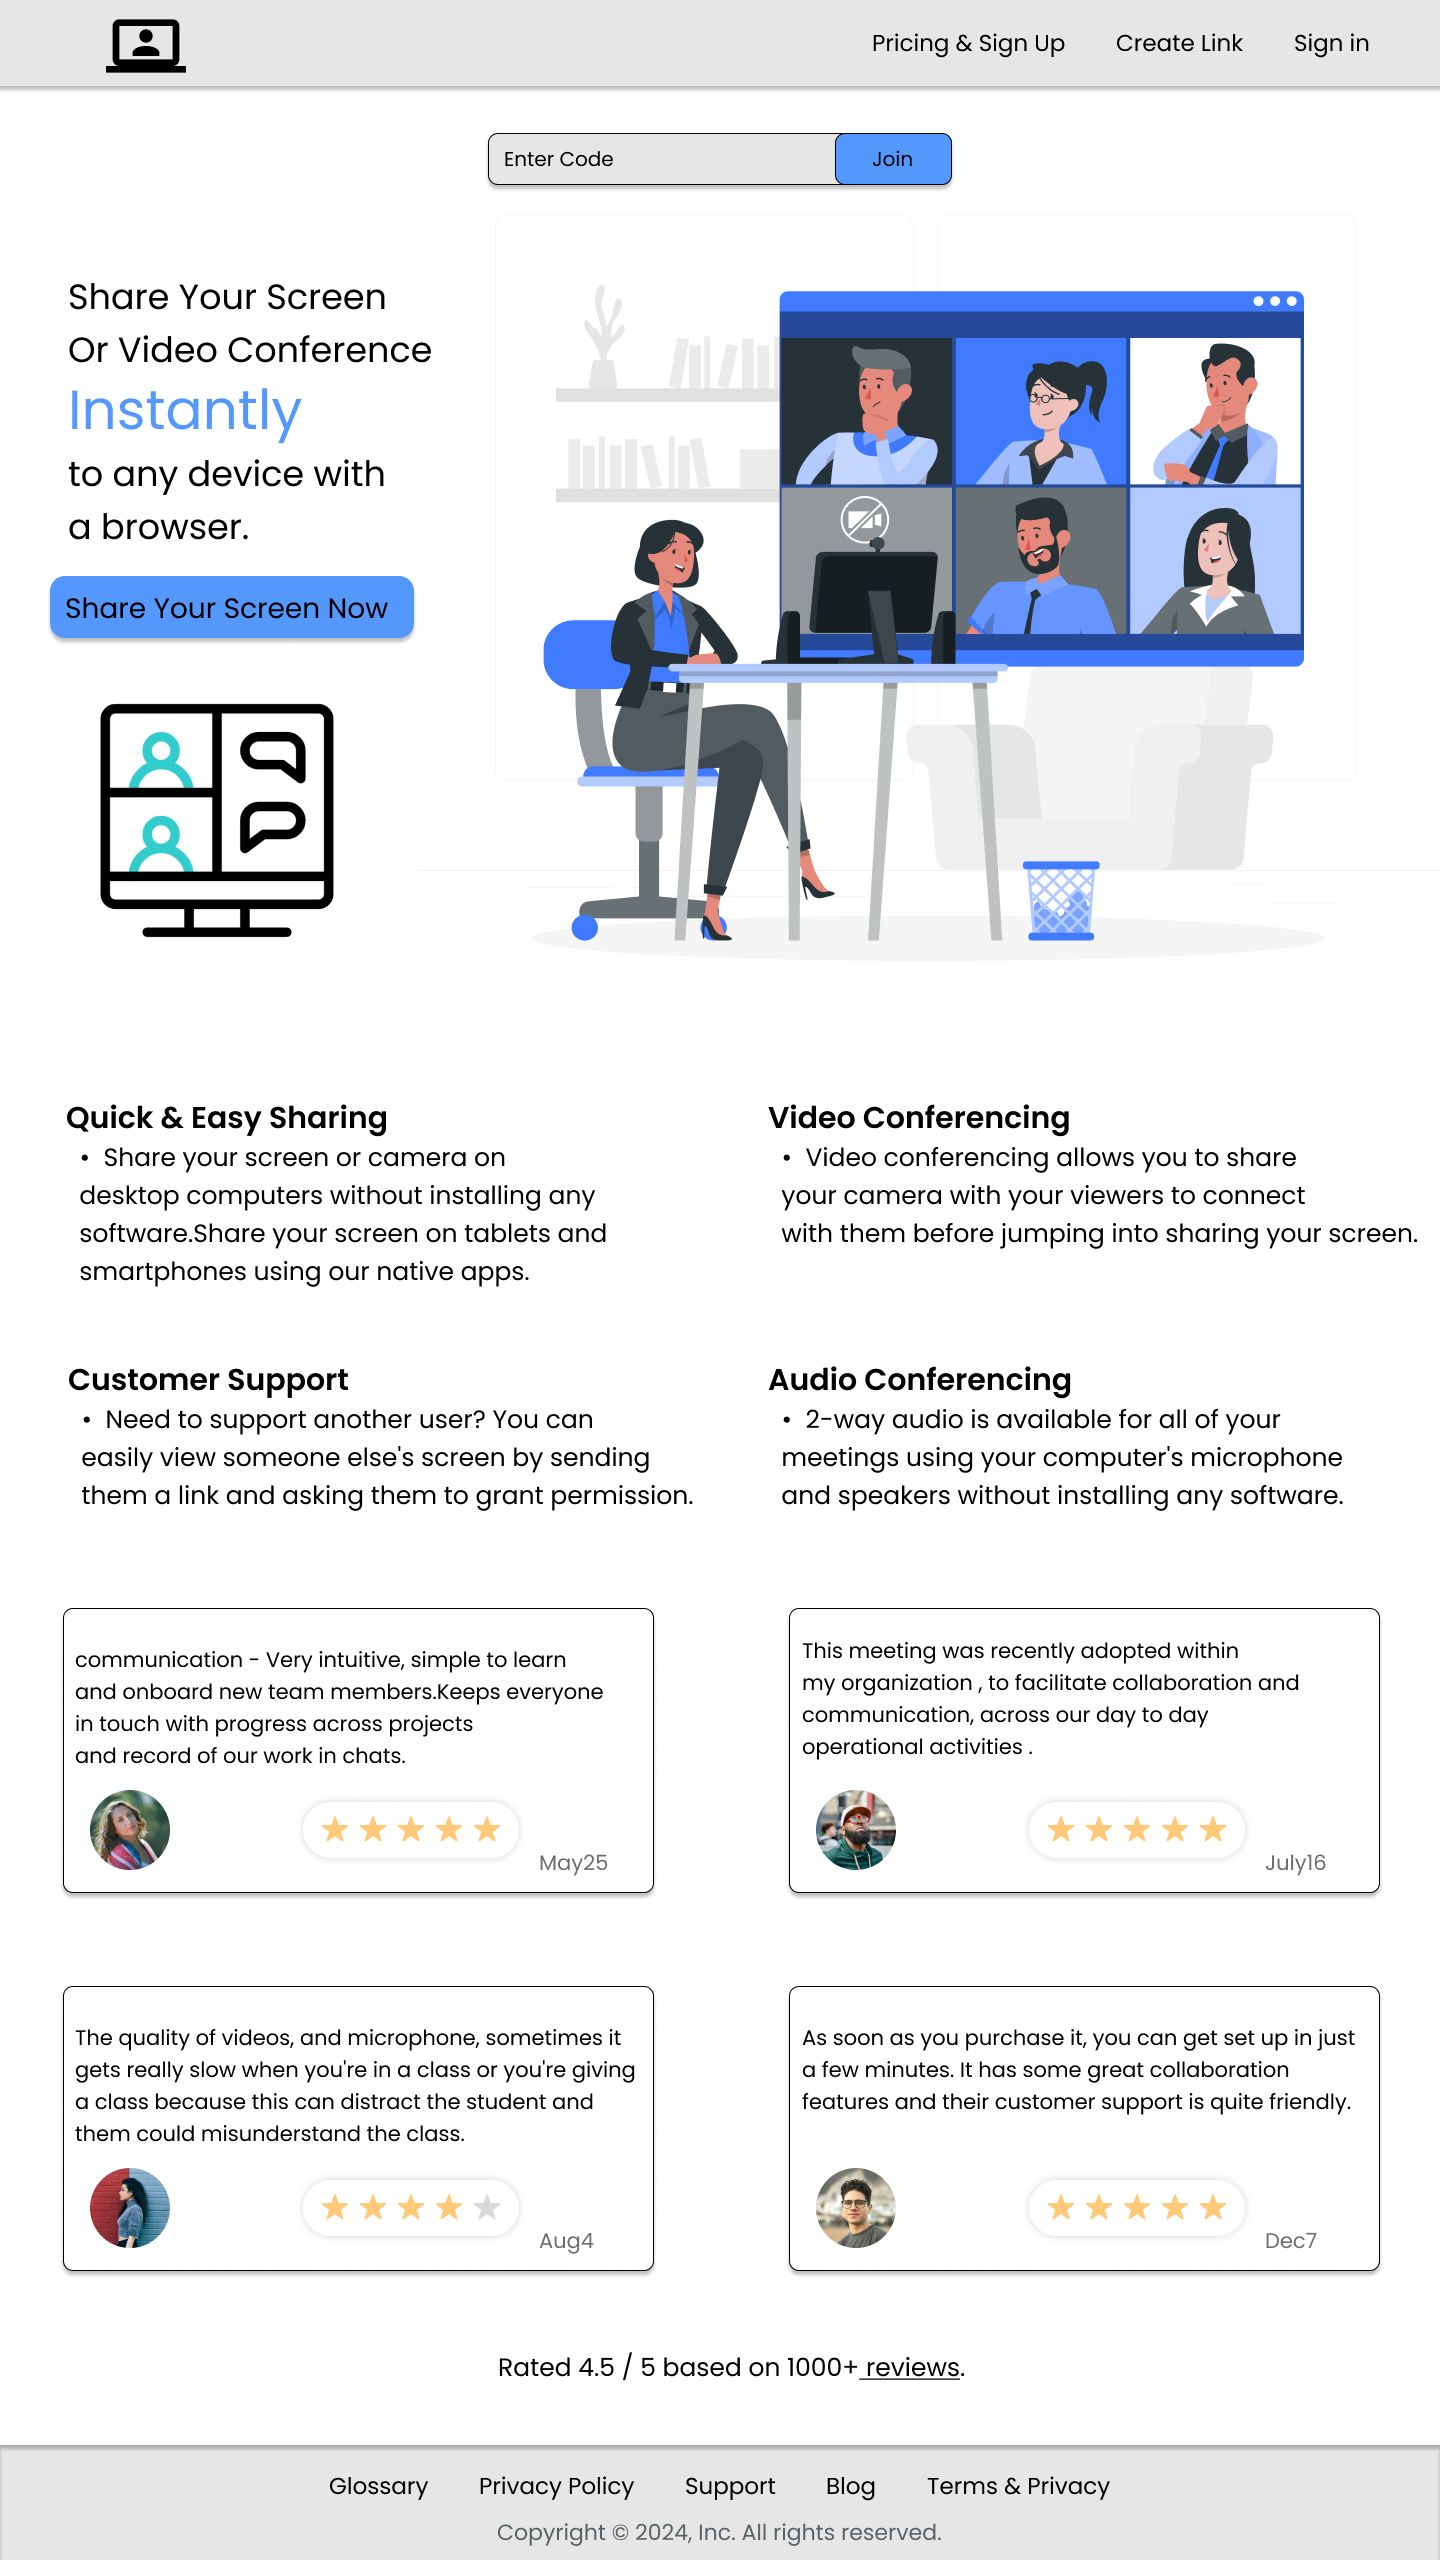 Pricing & Sign Up
Create Link
Sign in
Enter Code
Join
Share Your Screen
Or Video Conference
Instantly
to any device with
a browser.
Share Your Screen Now
Quick & Easy Sharing
• Share your screen or camera on
desktop computers without installing any
software.Share your screen on tablets and
smartphones using our native apps.
Video Conferencing
• Video conferencing allows you to share
your camera with your viewers to connect
with them before jumping into sharing your screen.
Customer Support
• Need to support another user? You can
easily view someone else's screen by sending
them a link and asking them to grant permission.
Audio Conferencing
• 2-way audio is available for all of your
meetings using your computer's microphone
and speakers without installing any software.
communication - Very intuitive, simple to learn
and onboard new team members.Keeps everyone
in touch with progress across projects
and record of our work in chats.
May25
This meeting was recently adopted within
my organization , to facilitate collaboration and
communication, across our day to day
operational activities .
July16
The quality of videos, and microphone, sometimes it
gets really slow when you're in a class or you're giving
a class because this can distract the student and
them could misunderstand the class.
Aug4
As soon as you purchase it, you can get set up in just
a few minutes. It has some great collaboration
features and their customer support is quite friendly.
Dec7
Rated 4.5 / 5 based on 1000+ reviews.
Glossary
Privacy Policy
Support
Blog
Terms & Privacy
Copyright © 2024, Inc. All rights reserved.